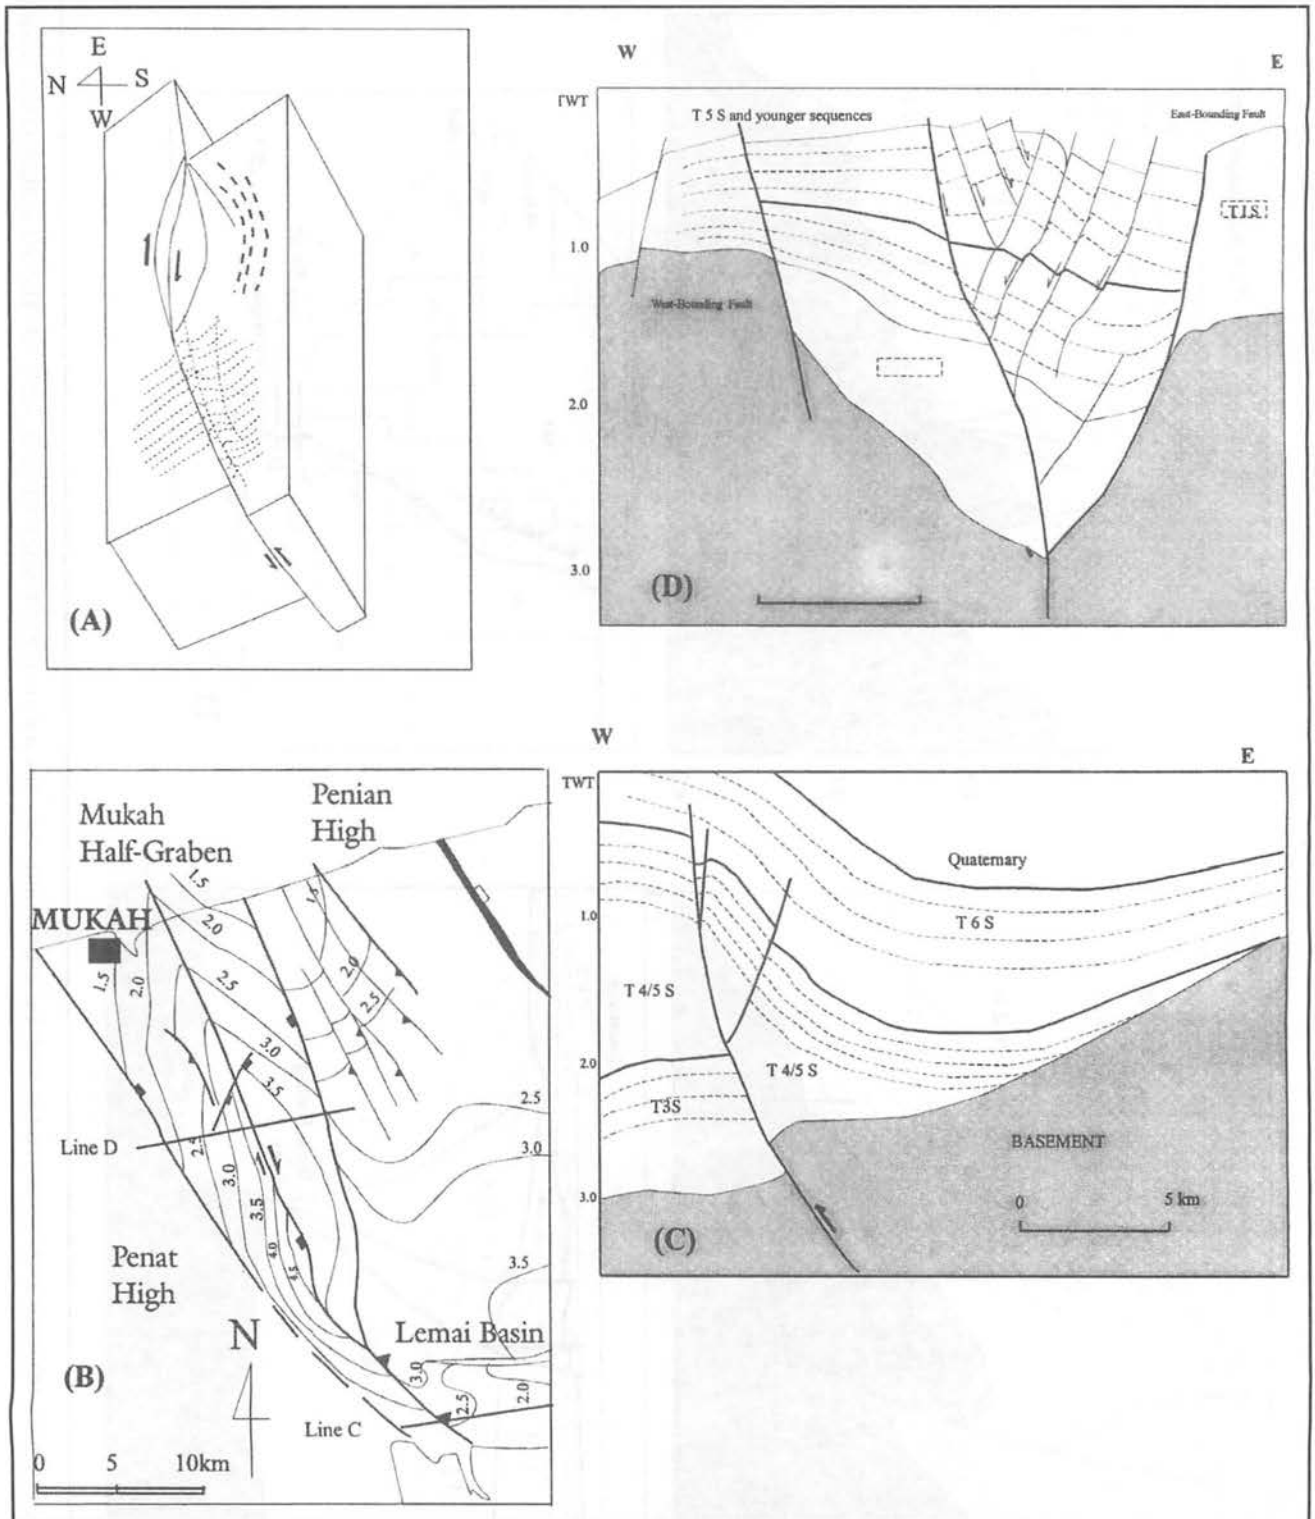 E
N S
W
(A)
W
E
TWT
T 5 S and younger sequences
East-Bounding Fault
T.I.S.
1.0
West-Bounding Fault
2.0
3.0
(D)
Mukah
Half-Graben
Penian
High
MUKAH
1.5
2.0
1.5
2.0
2.5
3.0
3.5
1.5
2.0
2.5
2.5
3.0
3.5
Line D
2.5
3.0
3.5
4.0
4.5
Penat
High
N
Lemai Basin
3.0
2.5
2.0
Line C
(B)
0 5 10km
W
E
TWT
Quaternary
1.0
T 6 S
T 4/5 S
2.0
T 4/5 S
T3S
BASEMENT
3.0
0 5 km
(C)